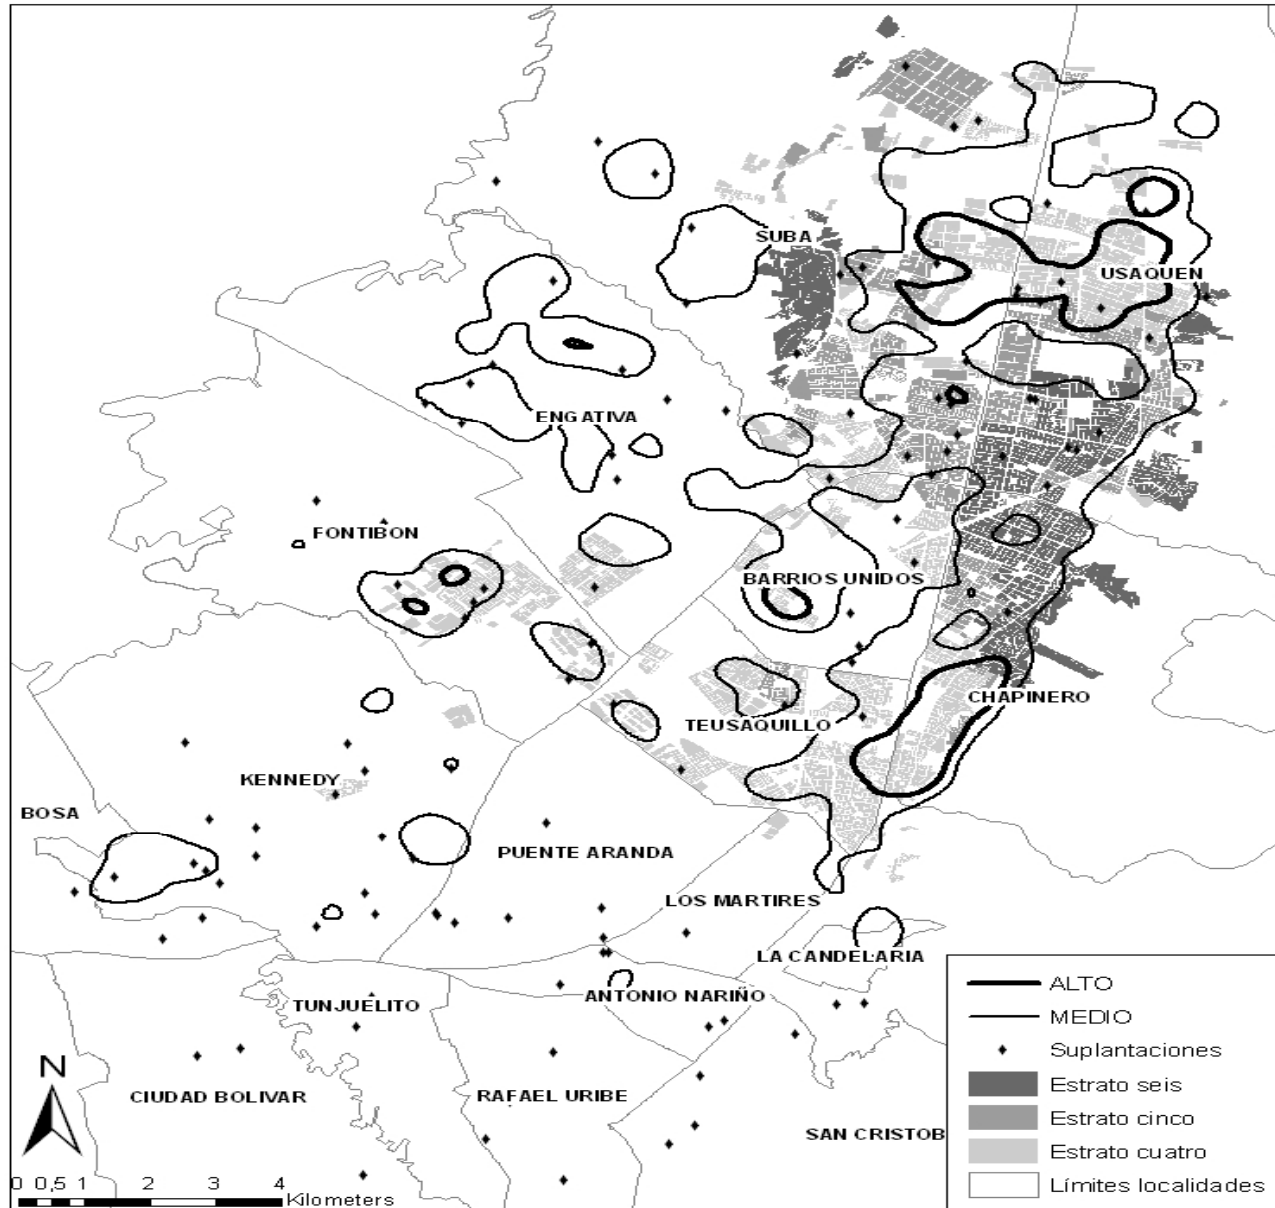 SUBA
USAQUEN
ENGATIVA
FONTIBON
BARRIOS UNIDOS
CHAPINERO
TEUSAQUILLO
KENNEDY
BOSA
PUENTE ARANDA
LOS MARTIRES
LA CANDELARIA
ANTONIO NARIÑO
TUNJUELITO
CIUDAD BOLIVAR
RAFAEL URIBE
SAN CRISTOB
N
0 0,5 1 2 3 4
Kilometers
ALTO
MEDIO
Suplantaciones
Estrato seis
Estrato cinco
Estrato cuatro
Límites localidades